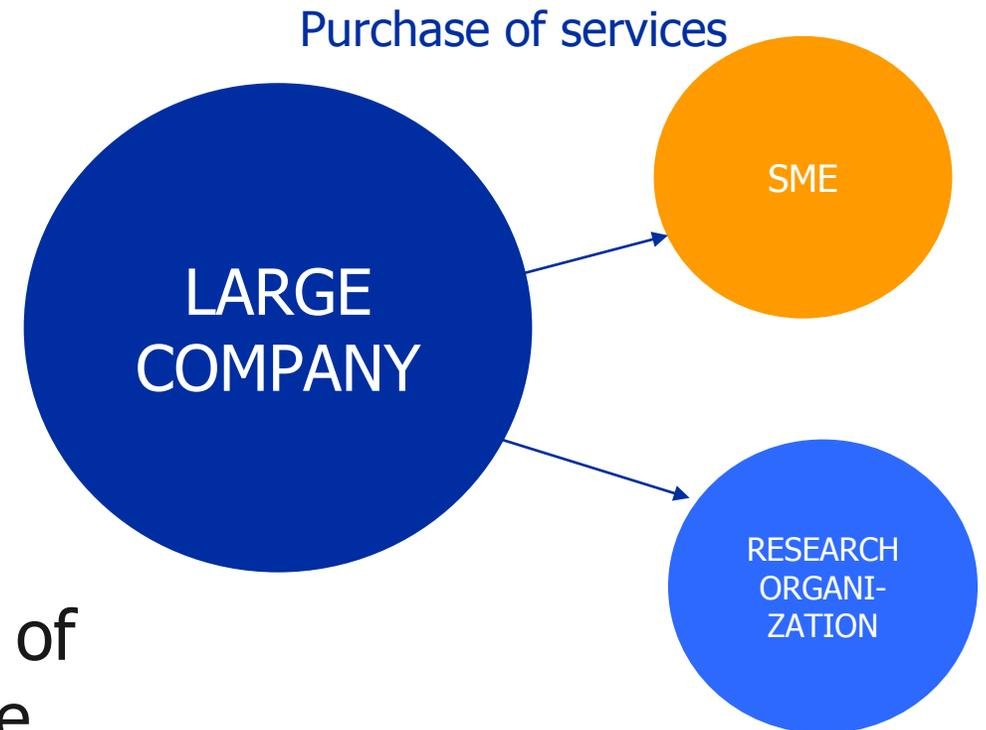 Purchase of services
SME
LARGE
COMPANY
RESEARCH
ORGANI-
ZATION
of